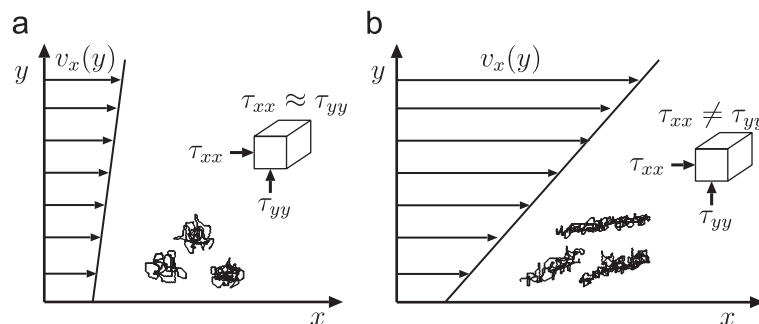 a
y
v_x(y)
τ_xx ≈ τ_yy
τ_xx
τ_yy
x
b
y
v_x(y)
τ_xx ≠ τ_yy
τ_xx
τ_yy
x